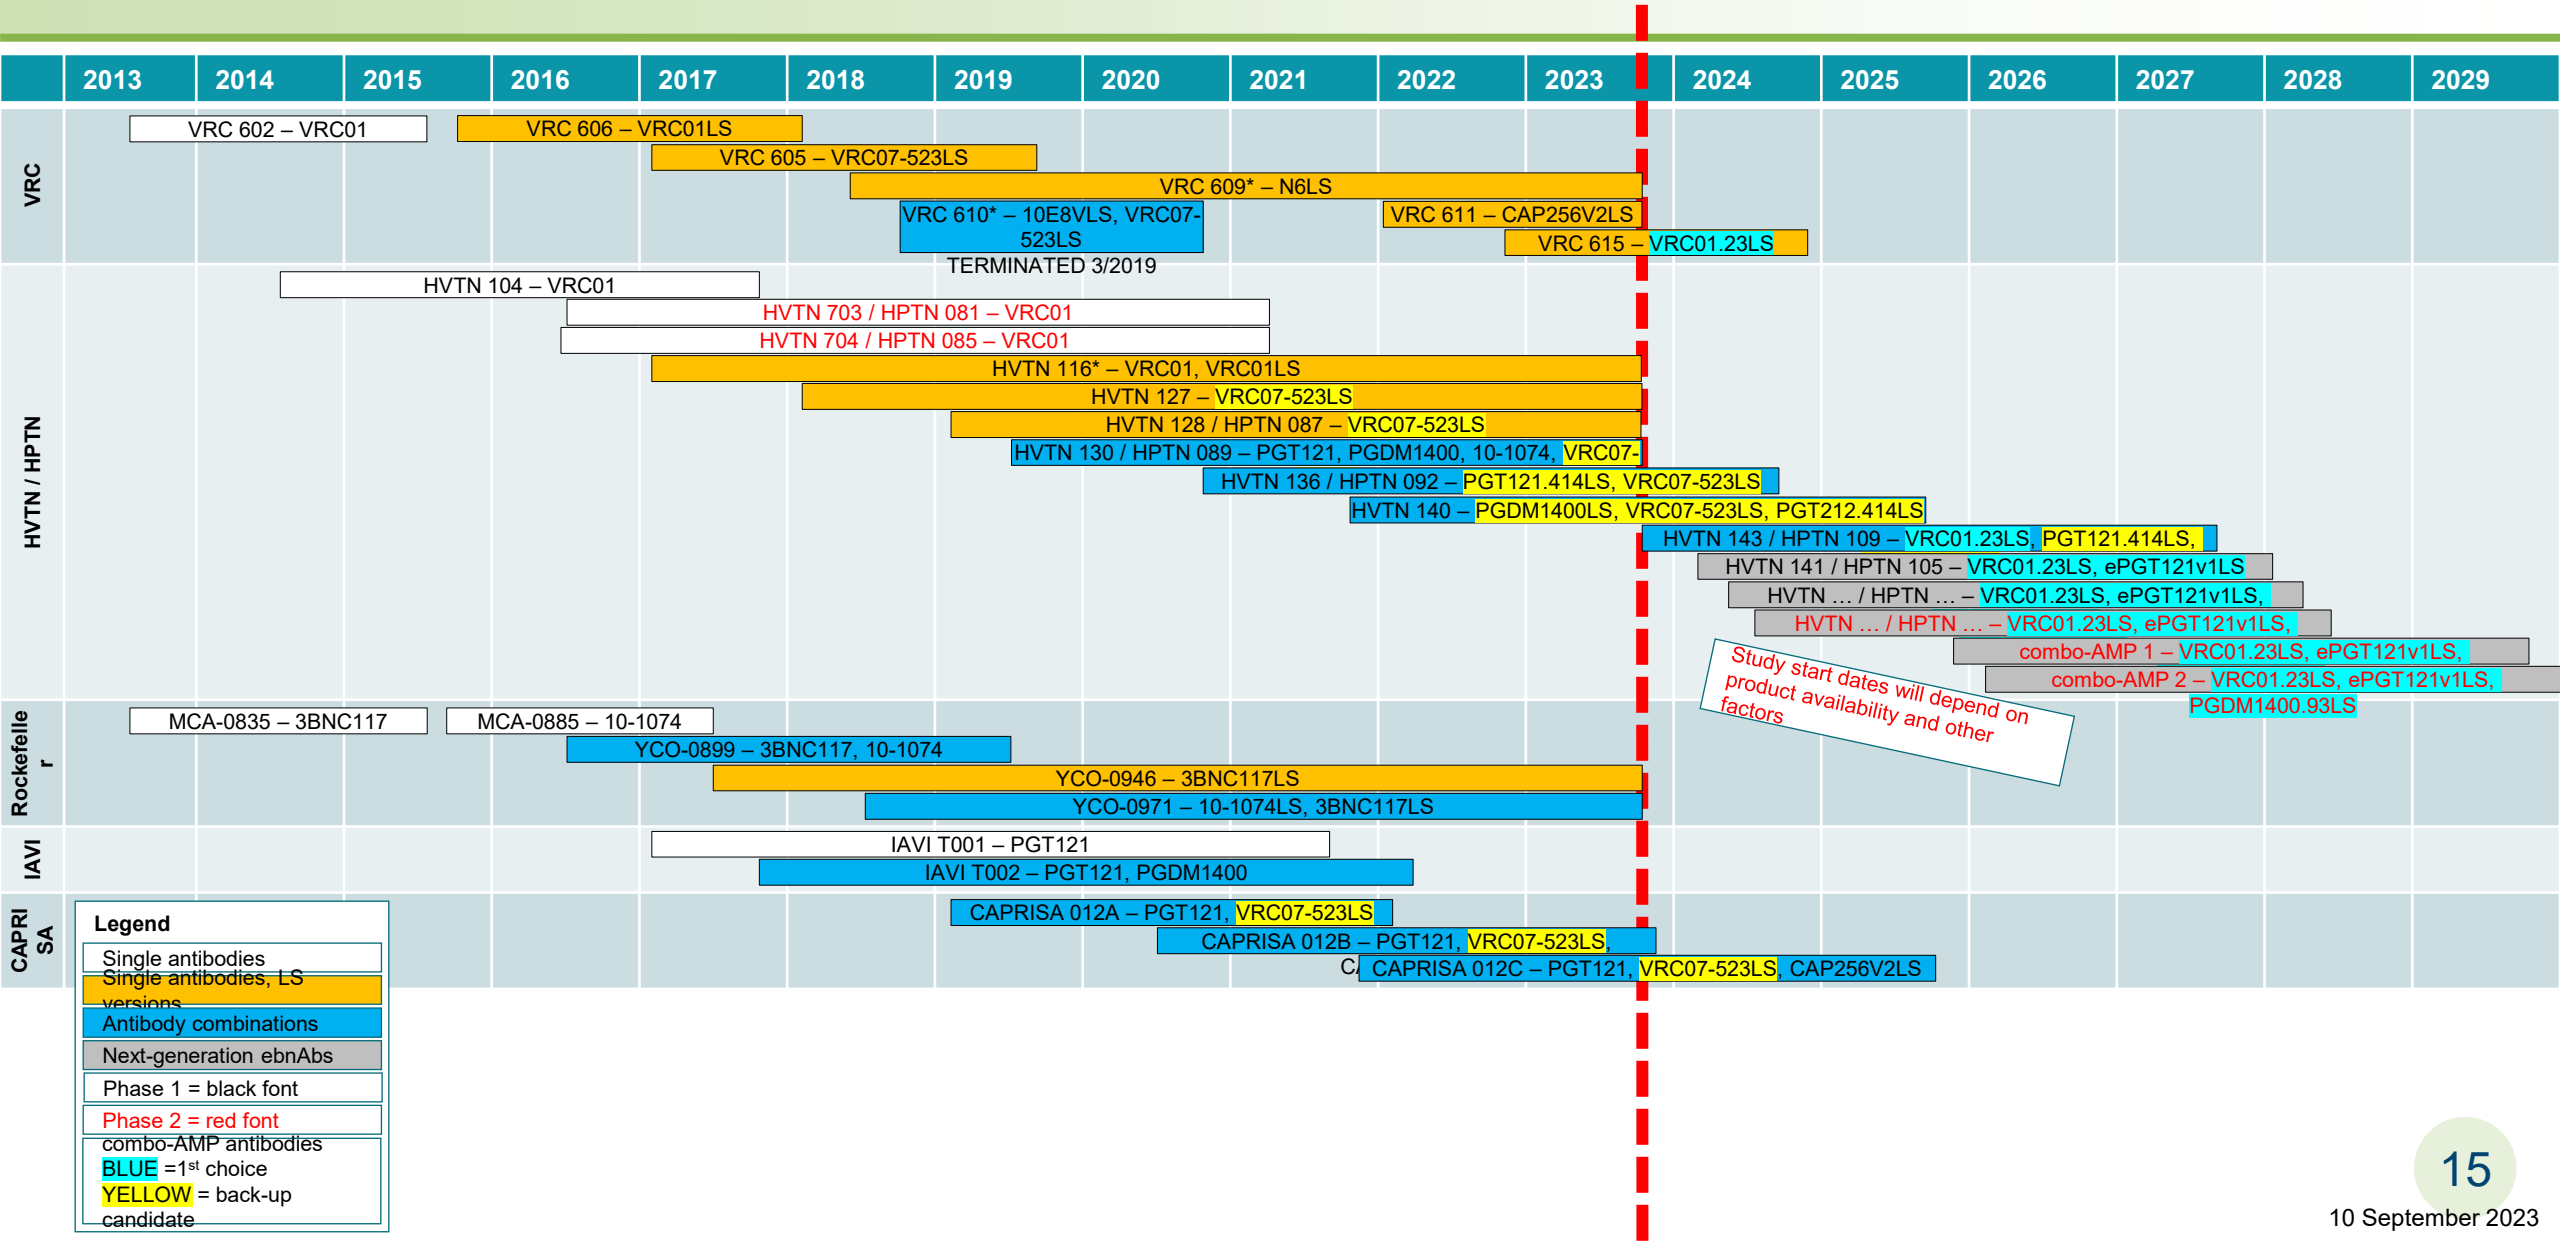 2013 2014 2015 2016 2017 2018 2019 2020 2021 2022 2023 2024 2025 2026 2027 2028 2029
VRC
VRC 602 – VRC01
VRC 606 – VRC01LS
VRC 605 – VRC07-523LS
VRC 609* – N6LS
VRC 610* – 10E8VLS, VRC07-
523LS
TERMINATED 3/2019
VRC 611 – CAP256V2LS
VRC 615 – VRC01.23LS
HVTN / HPTN
HVTN 104 – VRC01
HVTN 703 / HPTN 081 – VRC01
HVTN 704 / HPTN 085 – VRC01
HVTN 116* – VRC01, VRC01LS
HVTN 127 – VRC07-523LS
HVTN 128 / HPTN 087 – VRC07-523LS
HVTN 130 / HPTN 089 – PGT121, PGDM1400, 10-1074, VRC07-
HVTN 136 / HPTN 092 – PGT121.414LS, VRC07-523LS
HVTN 140 – PGDM1400LS, VRC07-523LS, PGT212.414LS
HVTN 143 / HPTN 109 – VRC01.23LS, PGT121.414LS,
HVTN 141 / HPTN 105 – VRC01.23LS, ePGT121v1LS
HVTN … / HPTN … – VRC01.23LS, ePGT121v1LS,
HVTN … / HPTN … – VRC01.23LS, ePGT121v1LS,
combo-AMP 1 – VRC01.23LS, ePGT121v1LS,
combo-AMP 2 – VRC01.23LS, ePGT121v1LS,
PGDM1400.93LS
Study start dates will depend on
product availability and other
factors
Rockefelle
r
MCA-0835 – 3BNC117
MCA-0885 – 10-1074
YCO-0899 – 3BNC117, 10-1074
YCO-0946 – 3BNC117LS
YCO-0971 – 10-1074LS, 3BNC117LS
IAVI
IAVI T001 – PGT121
IAVI T002 – PGT121, PGDM1400
CAPRI
SA
CAPRISA 012A – PGT121, VRC07-523LS
CAPRISA 012B – PGT121, VRC07-523LS,
CAPRISA 012C – PGT121, VRC07-523LS, CAP256V2LS
Legend
Single antibodies
Single antibodies, LS
versions
Antibody combinations
Next-generation ebnAbs
Phase 1 = black font
Phase 2 = red font
combo-AMP antibodies
BLUE =1st choice
YELLOW = back-up
candidate
15
10 September 2023